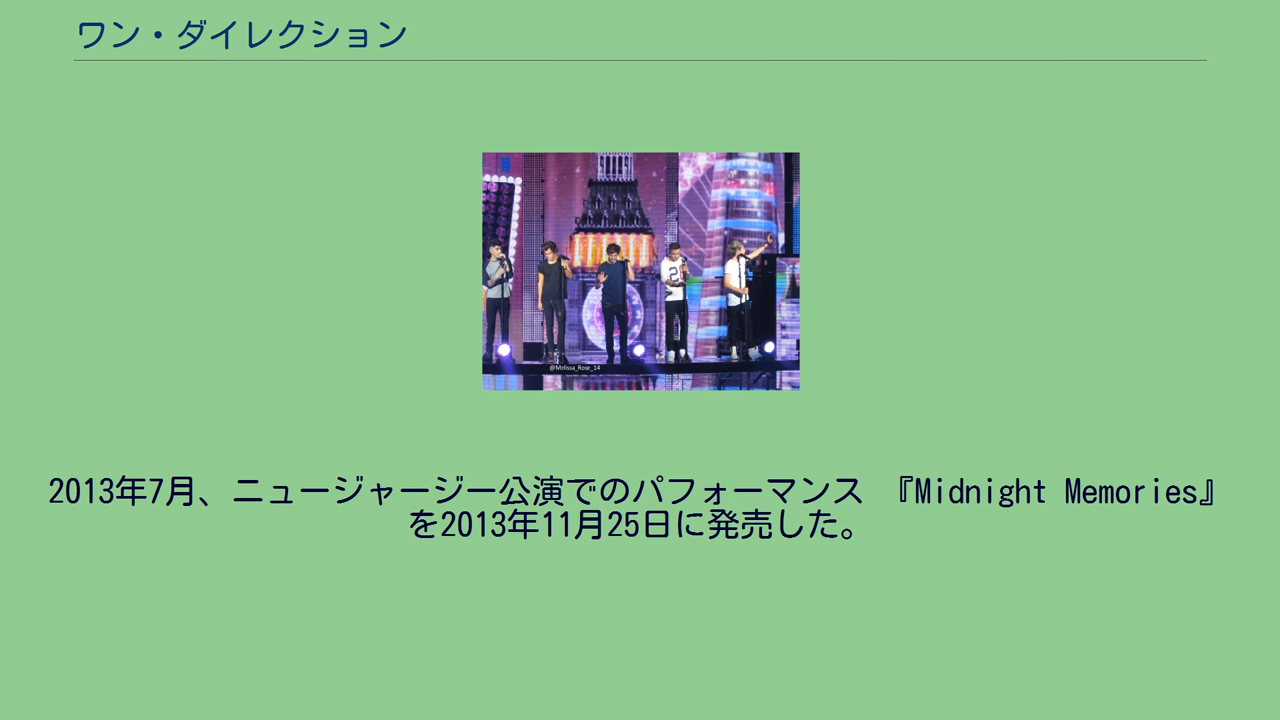 ワン・ダイレクション
@Melissa_Rose_14
2013年7月、ニュージャージー公演でのパフォーマンス 『Midnight Memories』
を2013年11月25日に発売した。